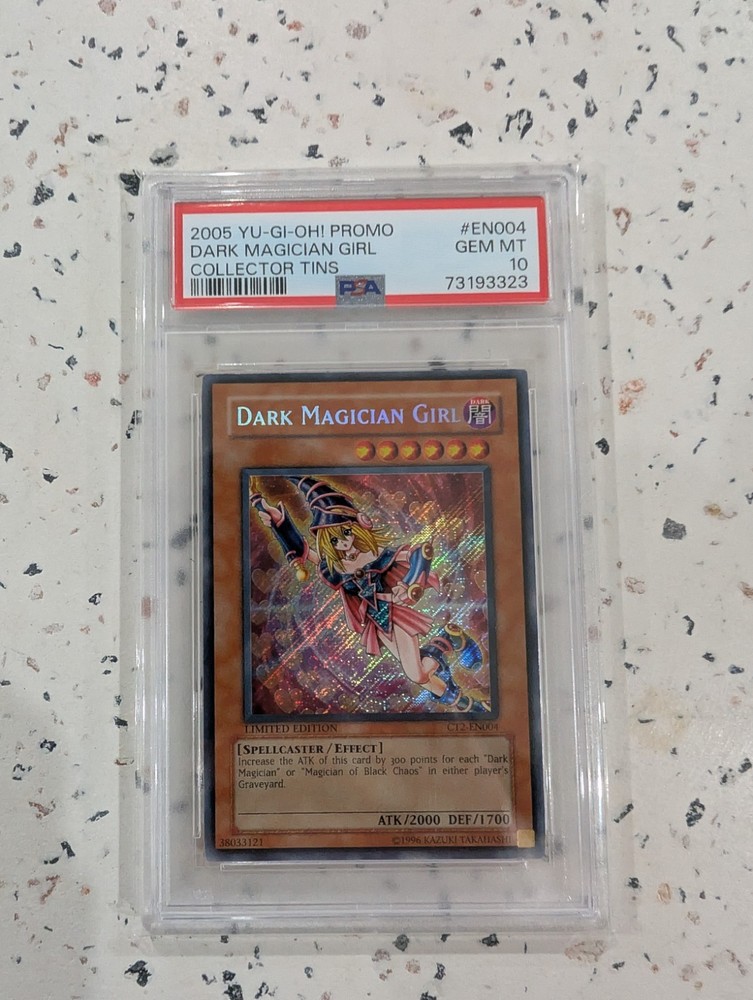 2005 YU-GI-OH! PROMO #EN004
DARK MAGICIAN GIRL GEM MT
COLLECTOR TINS 10
PSA 73193323
DARK MAGICIAN GIRL
DARK
闇
LIMITED EDITION CT2-EN004
[SPELLCASTER/EFFECT]
Increase the ATK of this card by 300 points for each "Dark
Magician" or "Magician of Black Chaos" in either player's
Graveyard.
ATK/2000 DEF/1700
38033121 ©1996 KAZUKI TAKAHASHI